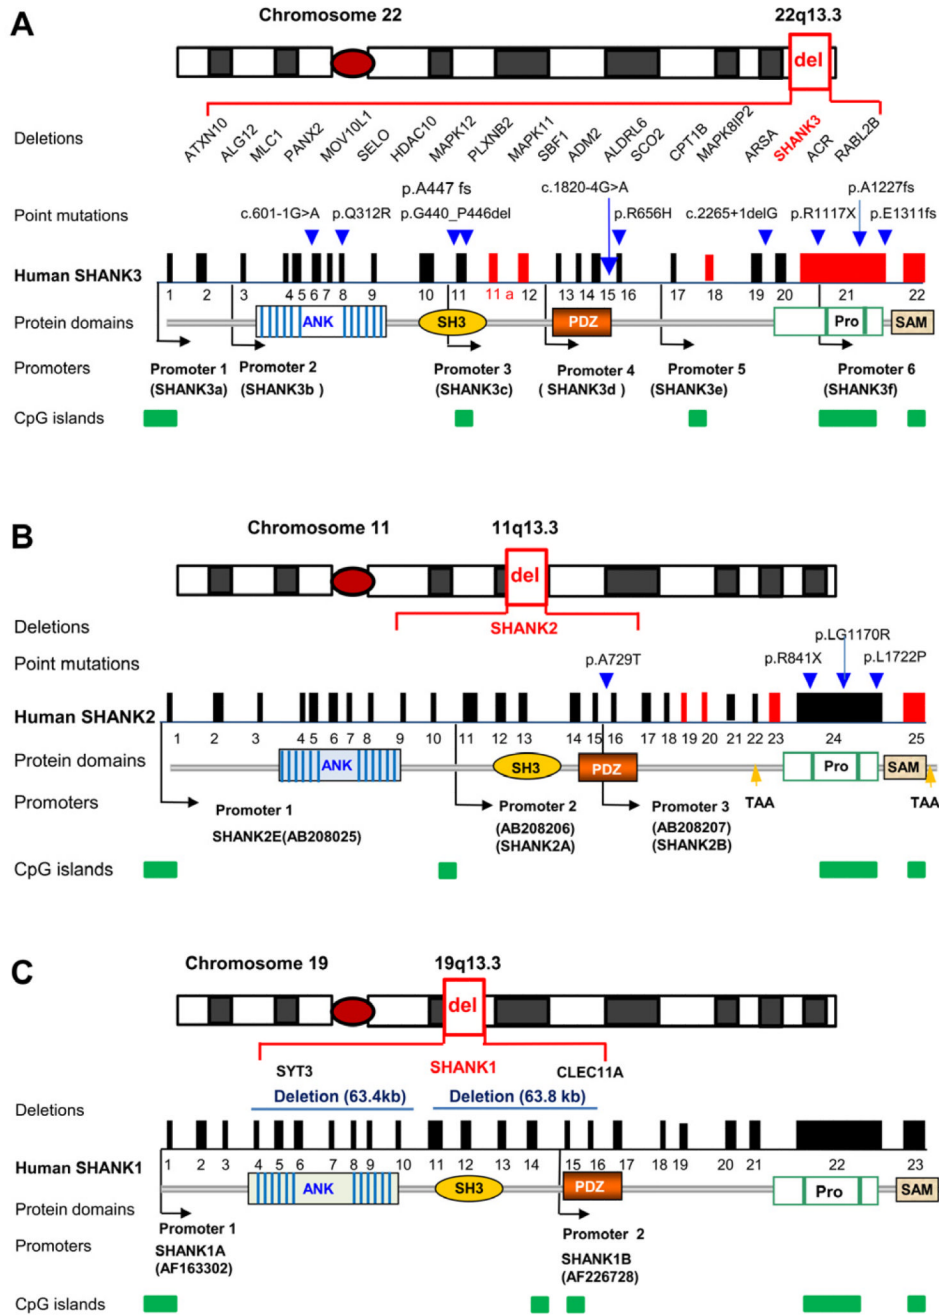 A
Chromosome 22
22q13.3
del
Deletions
ATXN10 ALG12 MLC1 PANX2 MOV10L1 SELO HDAC10 MAPK12 PLXNB2 MAPK11 SBF1 ADM2 ALDRL6 SCO2 CPT1B MAPK8IP2 ARSA SHANK3 ACR RABL2B
p.A447 fs c.1820-4G>A p.A1227fs
Point mutations c.601-1G>A p.Q312R p.G440_P446del p.R656H c.2265+1delG p.R1117X p.E1311fs
Human SHANK3
1 2 3 4 5 6 7 8 9 10 11 11 a 12 13 14 15 16 17 18 19 20 21 22
Protein domains ANK SH3 PDZ Pro SAM
Promoters Promoter 1 Promoter 2 Promoter 3 Promoter 4 Promoter 5 Promoter 6
(SHANK3a) (SHANK3b ) (SHANK3c) ( SHANK3d ) (SHANK3e) (SHANK3f)
CpG islands
B
Chromosome 11
11q13.3
del
Deletions SHANK2
p.LG1170R
Point mutations p.A729T p.R841X p.L1722P
Human SHANK2
1 2 3 4 5 6 7 8 9 10 11 12 13 14 15 16 17 18 19 20 21 22 23 24 25
Protein domains ANK SH3 PDZ Pro SAM
TAA TAA
Promoters Promoter 1 Promoter 2 Promoter 3
SHANK2E(AB208025) (AB208206) (AB208207)
(SHANK2A) (SHANK2B)
CpG islands
C
Chromosome 19
19q13.3
del
SYT3 SHANK1 CLEC11A
Deletion (63.4kb) Deletion (63.8 kb)
Deletions
Human SHANK1
1 2 3 4 5 6 7 8 9 10 11 12 13 14 15 16 17 18 19 20 21 22 23
ANK SH3 PDZ Pro SAM
Protein domains
Promoters Promoter 1 Promoter 2
SHANK1A SHANK1B
(AF163302) (AF226728)
CpG islands